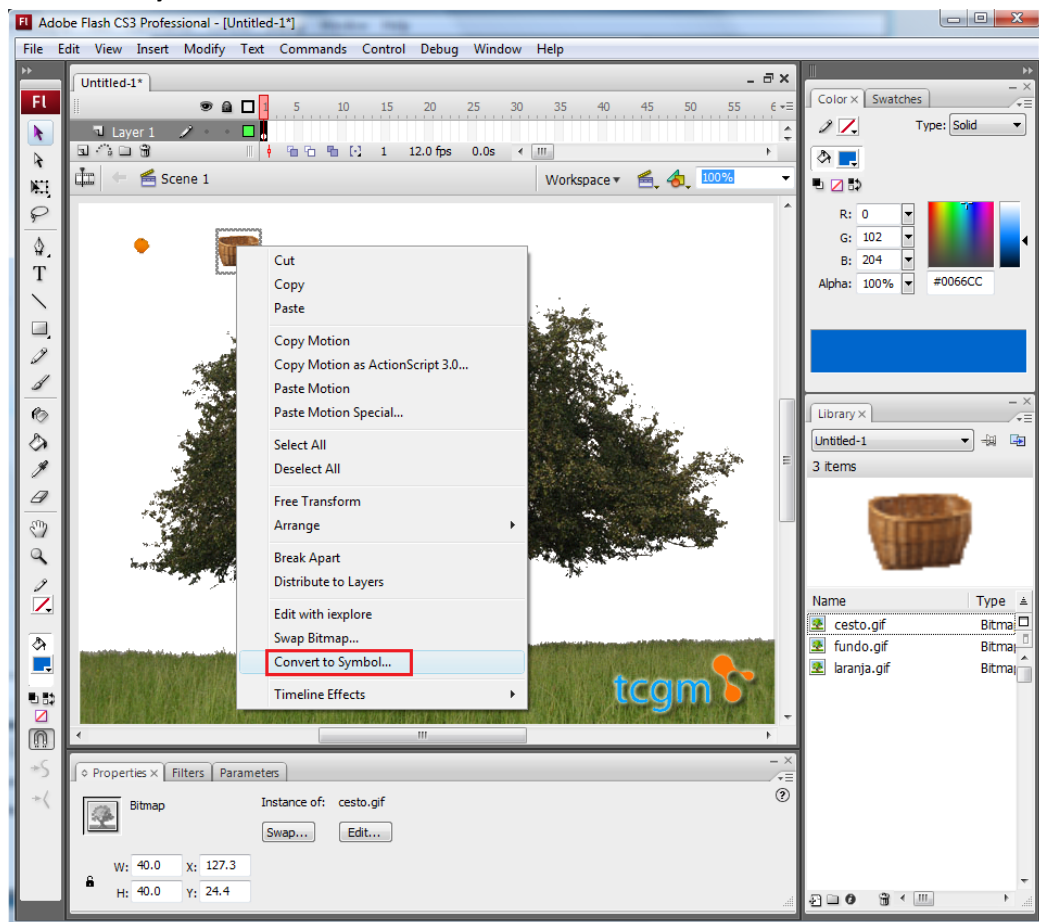 Adobe Flash CS3 Professional - [Untitled-1*]
File Edit View Insert Modify Text Commands Control Debug Window Help
Untitled-1*
1 5 10 15 20 25 30 35 40 45 50 55 6
Layer 1
1 12.0 fps 0.0s
Scene 1
Workspace
100%
Cut
Copy
Paste
Copy Motion
Copy Motion as ActionScript 3.0...
Paste Motion
Paste Motion Special...
Select All
Deselect All
Free Transform
Arrange
Break Apart
Distribute to Layers
Edit with iexplore
Swap Bitmap...
Convert to Symbol...
Timeline Effects
tcgm
Properties × Filters Parameters
Bitmap
Instance of: cesto.gif
Swap... Edit...
W: 40.0 X: 127.3
H: 40.0 Y: 24.4
Fl
T
Color × Swatches
Type: Solid
R: 0
G: 102
B: 204
Alpha: 100% #0066CC
Library ×
Untitled-1
3 items
Name Type
cesto.gif Bitma
fundo.gif Bitma
laranja.gif Bitma